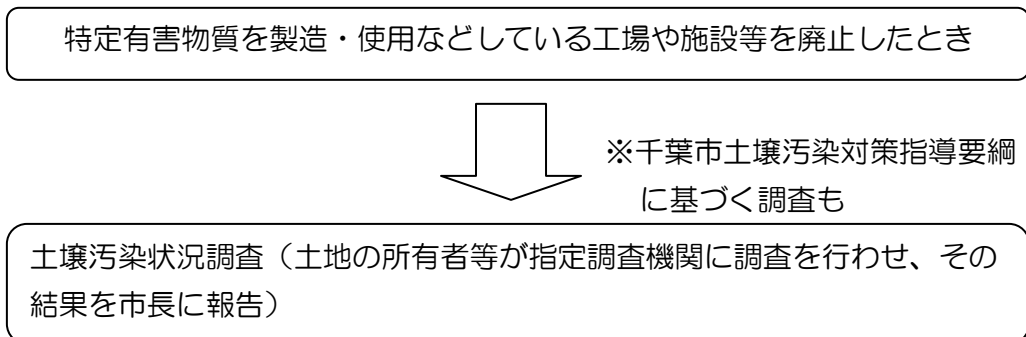 特定有害物質を製造・使用などしている工場や施設等を廃止したとき
※千葉市土壌汚染対策指導要綱
に基づく調査も
土壌汚染状況調査（土地の所有者等が指定調査機関に調査を行わせ、その
結果を市長に報告）